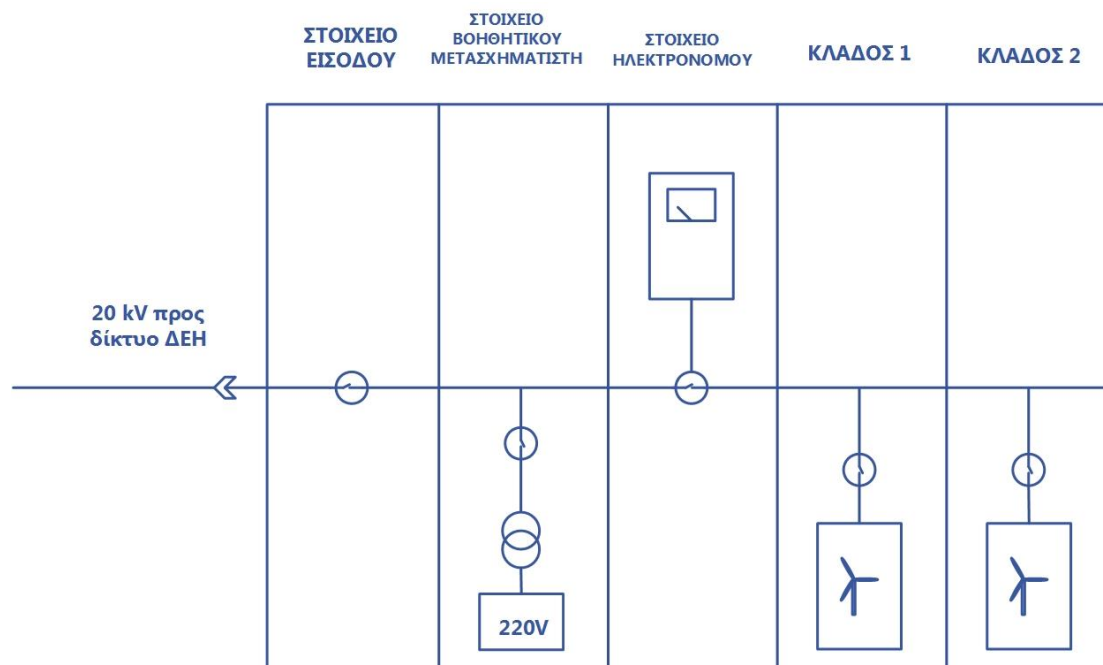 ΣΤΟΙΧΕΙΟ
ΕΙΣΟΔΟΥ
ΣΤΟΙΧΕΙΟ
ΒΟΗΘΗΤΙΚΟΥ
ΜΕΤΑΣΧΗΜΑΤΙΣΤΗ
ΣΤΟΙΧΕΙΟ
ΗΛΕΚΤΡΟΝΟΜΟΥ
ΚΛΑΔΟΣ 1
ΚΛΑΔΟΣ 2
20 kV προς
δίκτυο ΔΕΗ
220V